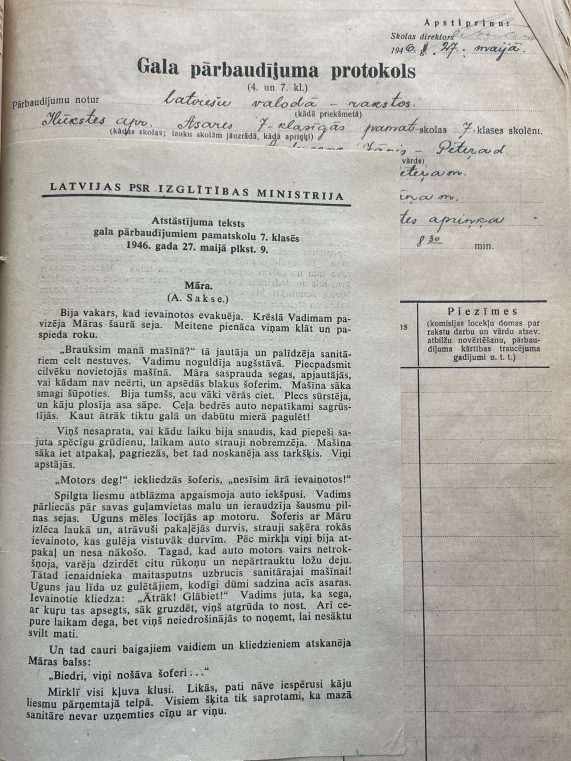 Apstiprinu:
Skolas direktors
1946. g. 27. maijā.
Gala pārbaudījuma protokols
(4. un 7. kl.)
Pārbaudījumu notur latviešu valodā - rakstos.
(kādā priekšmetā)
Ilūkstes apr. Asares 7-klasīgās pamatskolas 7. klases skolēni.
(kādas skolas; lauku skolām jāuzrāda, kādā apriņķī)
Jānis - Pēteŗa d
vārds)
LATVIJAS PSR IZGLĪTĪBAS MINISTRIJA
Atstāstījuma teksts
gala pārbaudījumiem pamatskolu 7. klasēs
1946. gada 27. maijā plkst. 9.
apriņķa
8 30 min.
Māra.
(A. Sakse.)
Bija vakars, kad ievainotos evakuēja. Krēslā Vadimam pa-
vizēja Māras šaurā seja. Meitene pienāca viņam klāt un pa-
spieda roku.
„Brauksim manā mašīnā?" tī jautāja un palīdzēja sanitā-
riem celt nestuves. Vadimu noguldīja augšstāvā. Piecpadsmit
cilvēku novietojās mašīnā. Māra sasprauda segas, apjautājās,
vai kādam nav neērti, un apsēdās blakus šoferim. Mašīna sāka
smagi šūpoties. Bija tumšs, acu vāki vērās ciet. Plecs sūrstēja,
un kāju plosīja asa sāpe. Ceļa bedrēs auto nepatīkami sagrūs-
tījās. Kaut ātrāk tiktu galā un dabūtu mierā pagulēt!
Viņš nesaprata, vai kādu laiku bija snaudis, kad piepeši sa-
juta spēcīgu grūdienu, laikam auto strauji nobremzēja. Mašīna
sāka iet atpakaļ, pagriezās, bet tad noskanēja ass tarkšķis. Viņi
apstājās.
„Motors deg!" iekliedzās šoferis, „nesīsim ārā ievainotos!"
Spilgta liesmu atblāzma apgaismoja auto iekšpusi. Vadims
pārliecās pār savas guļamvietas malu un ieraudzīja šausmu pil-
nas sejas. Uguns mēles locījās ap motoru. Šoferis ar Māru
izlēca laukā un, atrāvuši pakaļējās durvis, strauji saķēra rokās
ievainoto, kas gulēja vistuvāk durvīm. Pēc mirkļa viņi bija at-
pakaļ un nesa nākošo. Tagad, kad auto motors vairs netrok-
šņoja, varēja dzirdēt citu rūkoņu un nepārtrauktu ložu deju.
Tātad ienaidnieka maitasputns uzbrucis sanitārajai mašīnai!
Uguns jau līda uz gulētājiem, kodīgi dūmi sadzina acīs asaras.
Ievainotie kliedza: „Ātrāk! Glābiet!" Vadims juta, ka sega,
ar kuŗu tas apsegts, sāk gruzdēt, viņš atgrūda to nost. Arī ce-
pure laikam dega, bet viņš neiedrošinājās to noņemt, lai nesāktu
svilt mati.
Un tad cauri baigajiem vaidiem un kliedzieniem atskanēja
Māras balss:
„Biedri, viņi nošāva šoferi . . ."
Mirklī visi kļuva klusi. Likās, pati nāve iespērusi kāju
liesmu pārņemtajā telpā. Visiem šķita tik saprotami, ka mazā
sanitāre nevar uzņemties cīņu ar viņu.
Piezīmes
(komisijas locekļu domas par
rakstu darbu un vārdu atsev.
atbilžu novērtēšanu, pārbau-
dījuma kārtības traucējuma
gadījumi u. t. t.)